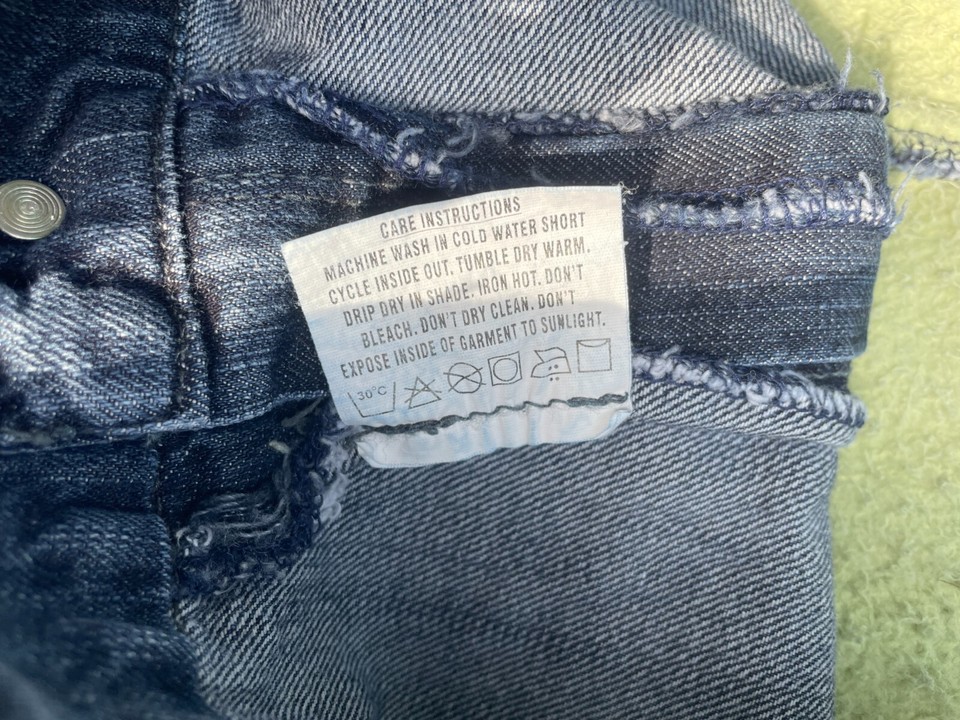 CARE INSTRUCTIONS
MACHINE WASH IN COLD WATER SHORT
CYCLE INSIDE OUT. TUMBLE DRY WARM.
DRIP DRY IN SHADE. IRON HOT. DON'T
BLEACH. DON'T DRY CLEAN. DON'T
EXPOSE INSIDE OF GARMENT TO SUNLIGHT.
30°C